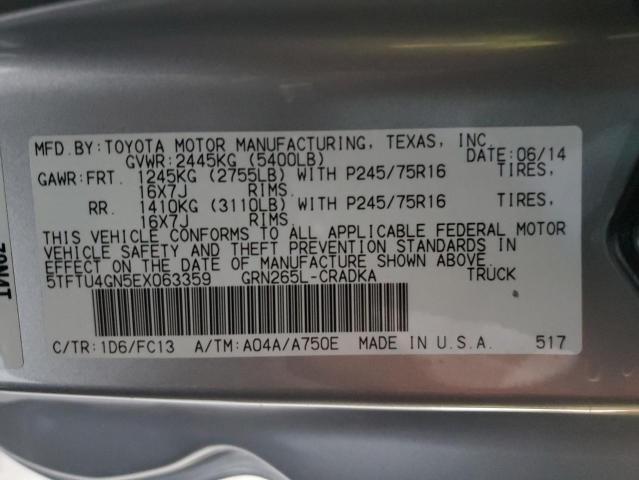 MFD.BY:TOYOTA MOTOR MANUFACTURING, TEXAS, INC.
GVWR:2445KG (5400LB) DATE:06/14
GAWR:FRT. 1245KG (2755LB) WITH P245/75R16 TIRES,
16X7J RIMS.
RR. 1410KG (3110LB) WITH P245/75R16 TIRES,
16X7J RIMS.
THIS VEHICLE CONFORMS TO ALL APPLICABLE FEDERAL MOTOR
VEHICLE SAFETY AND THEFT PREVENTION STANDARDS IN
EFFECT ON THE DATE OF MANUFACTURE SHOWN ABOVE.
5TFTU4GN5EX063359 GRN265L-CRADKA TRUCK
C/TR:1D6/FC13 A/TM:A04A/A750E MADE IN U.S.A. 517